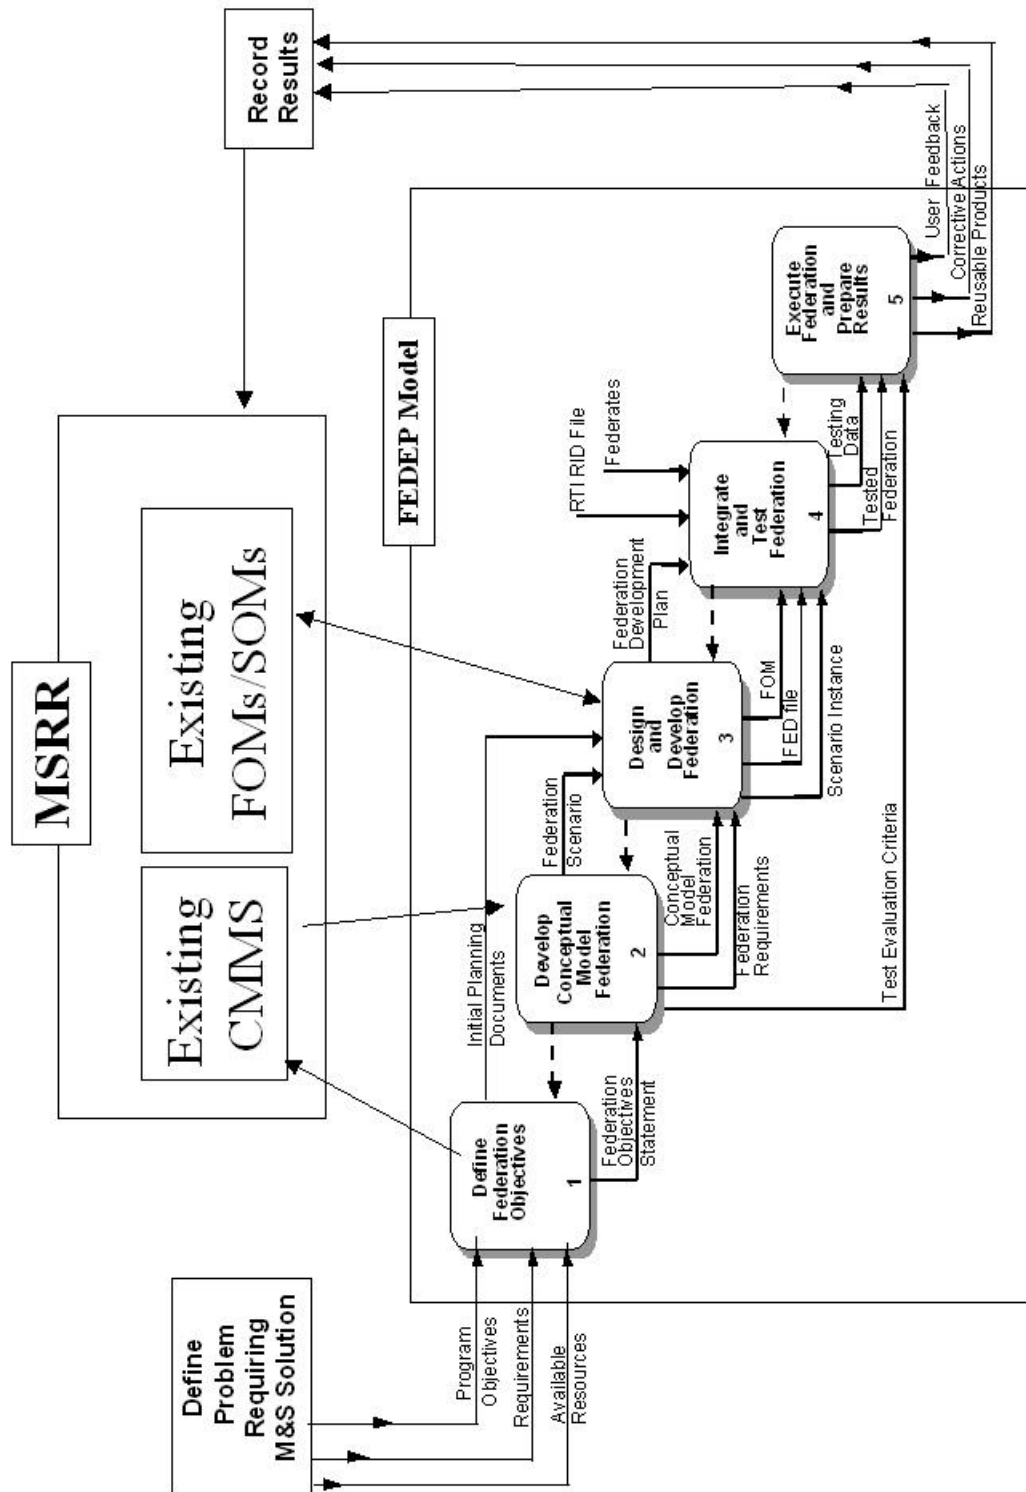 MSRR
Existing
CMMS
Existing
FOMs/SOMs
Record
Results
Define
Problem
Requiring
M&S Solution
FEDEP Model
Program
Objectives
Requirements
Available
Resources
Define
Federation
Objectives
1
Initial Planning
Documents
Federation
Objectives
Statement
Develop
Conceptual
Model
Federation
2
Federation
Scenario
Conceptual
Model
Federation
Federation
Requirements
Test Evaluation Criteria
Design
and
Develop
Federation
3
Federation
Development
Plan
FOM
FED file
Scenario Instance
RTI RID File
Federates
Integrate
and
Test
Federation
4
Testing
Data
Tested
Federation
Execute
Federation
and
Prepare
Results
5
User Feedback
Corrective Actions
Reusable Products